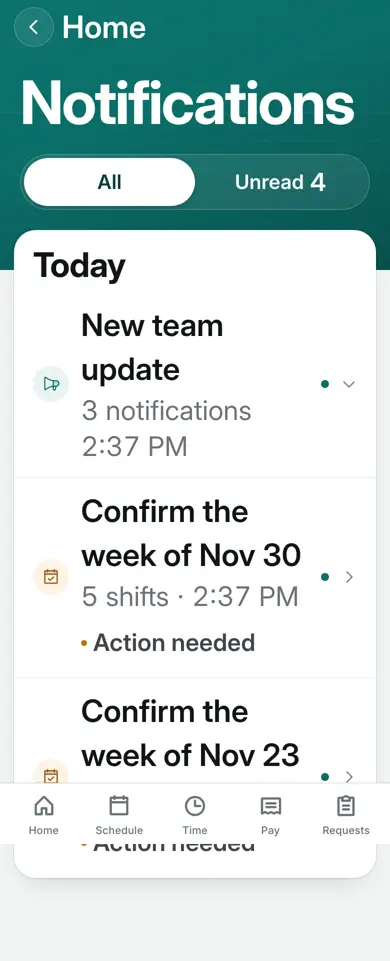 Home
Notifications
All
Unread 4
Today
New team
update
3 notifications
2:37 PM
Confirm the
week of Nov 30
5 shifts · 2:37 PM
Action needed
Confirm the
week of Nov 23
Home
Schedule
Time
Pay
Requests
Action needed